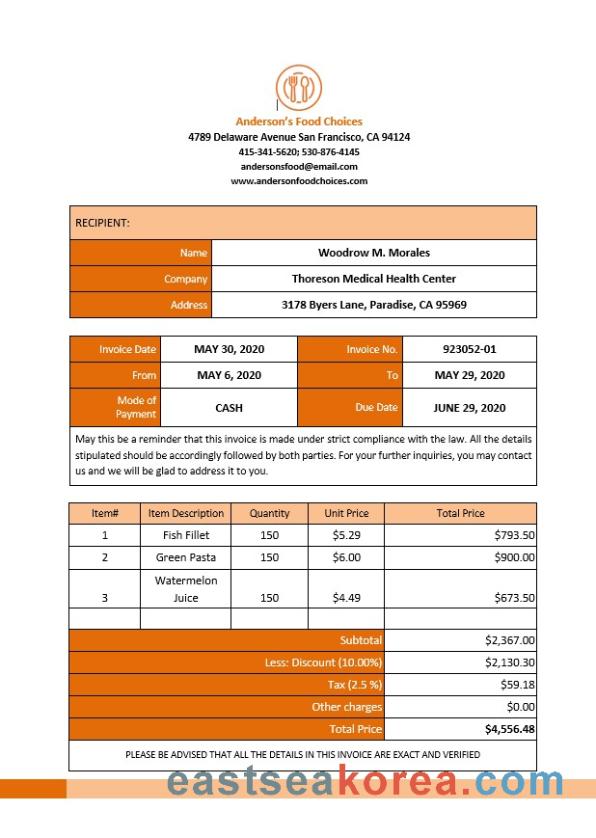 Anderson's Food Choices
4789 Delaware Avenue San Francisco, CA 94124
415-341-5620; 530-876-4145
andersonsfood@email.com
www.andersonfoodchoices.com
RECIPIENT:
Name Woodrow M. Morales
Company Thoreson Medical Health Center
Address 3178 Byers Lane, Paradise, CA 95969
Invoice Date MAY 30, 2020 Invoice No. 923052-01
From MAY 6, 2020 To MAY 29, 2020
Mode of
Payment CASH Due Date JUNE 29, 2020
May this be a reminder that this invoice is made under strict compliance with the law. All the details
stipulated should be accordingly followed by both parties. For your further inquiries, you may contact
us and we will be glad to address it to you.
Item# Item Description Quantity Unit Price Total Price
1 Fish Fillet 150 $5.29 $793.50
2 Green Pasta 150 $6.00 $900.00
Watermelon
3 Juice 150 $4.49 $673.50
Subtotal $2,367.00
Less: Discount (10.00%) $2,130.30
Tax (2.5 %) $59.18
Other charges $0.00
Total Price $4,556.48
PLEASE BE ADVISED THAT ALL THE DETAILS IN THIS INVOICE ARE EXACT AND VERIFIED
eastseakorea.com